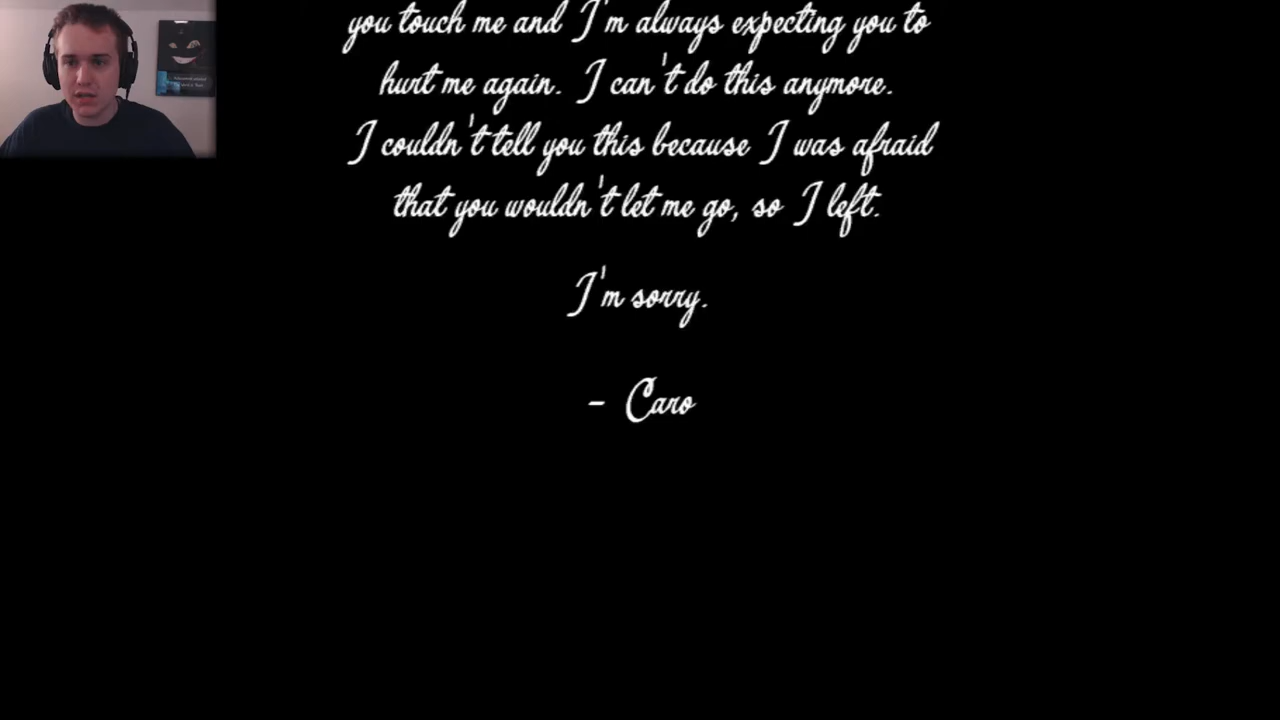 you touch me and I'm always expecting you to
hurt me again. I can't do this anymore.
I couldn't tell you this because I was afraid
that you wouldn't let me go, so I left.
I'm sorry.
- Caro